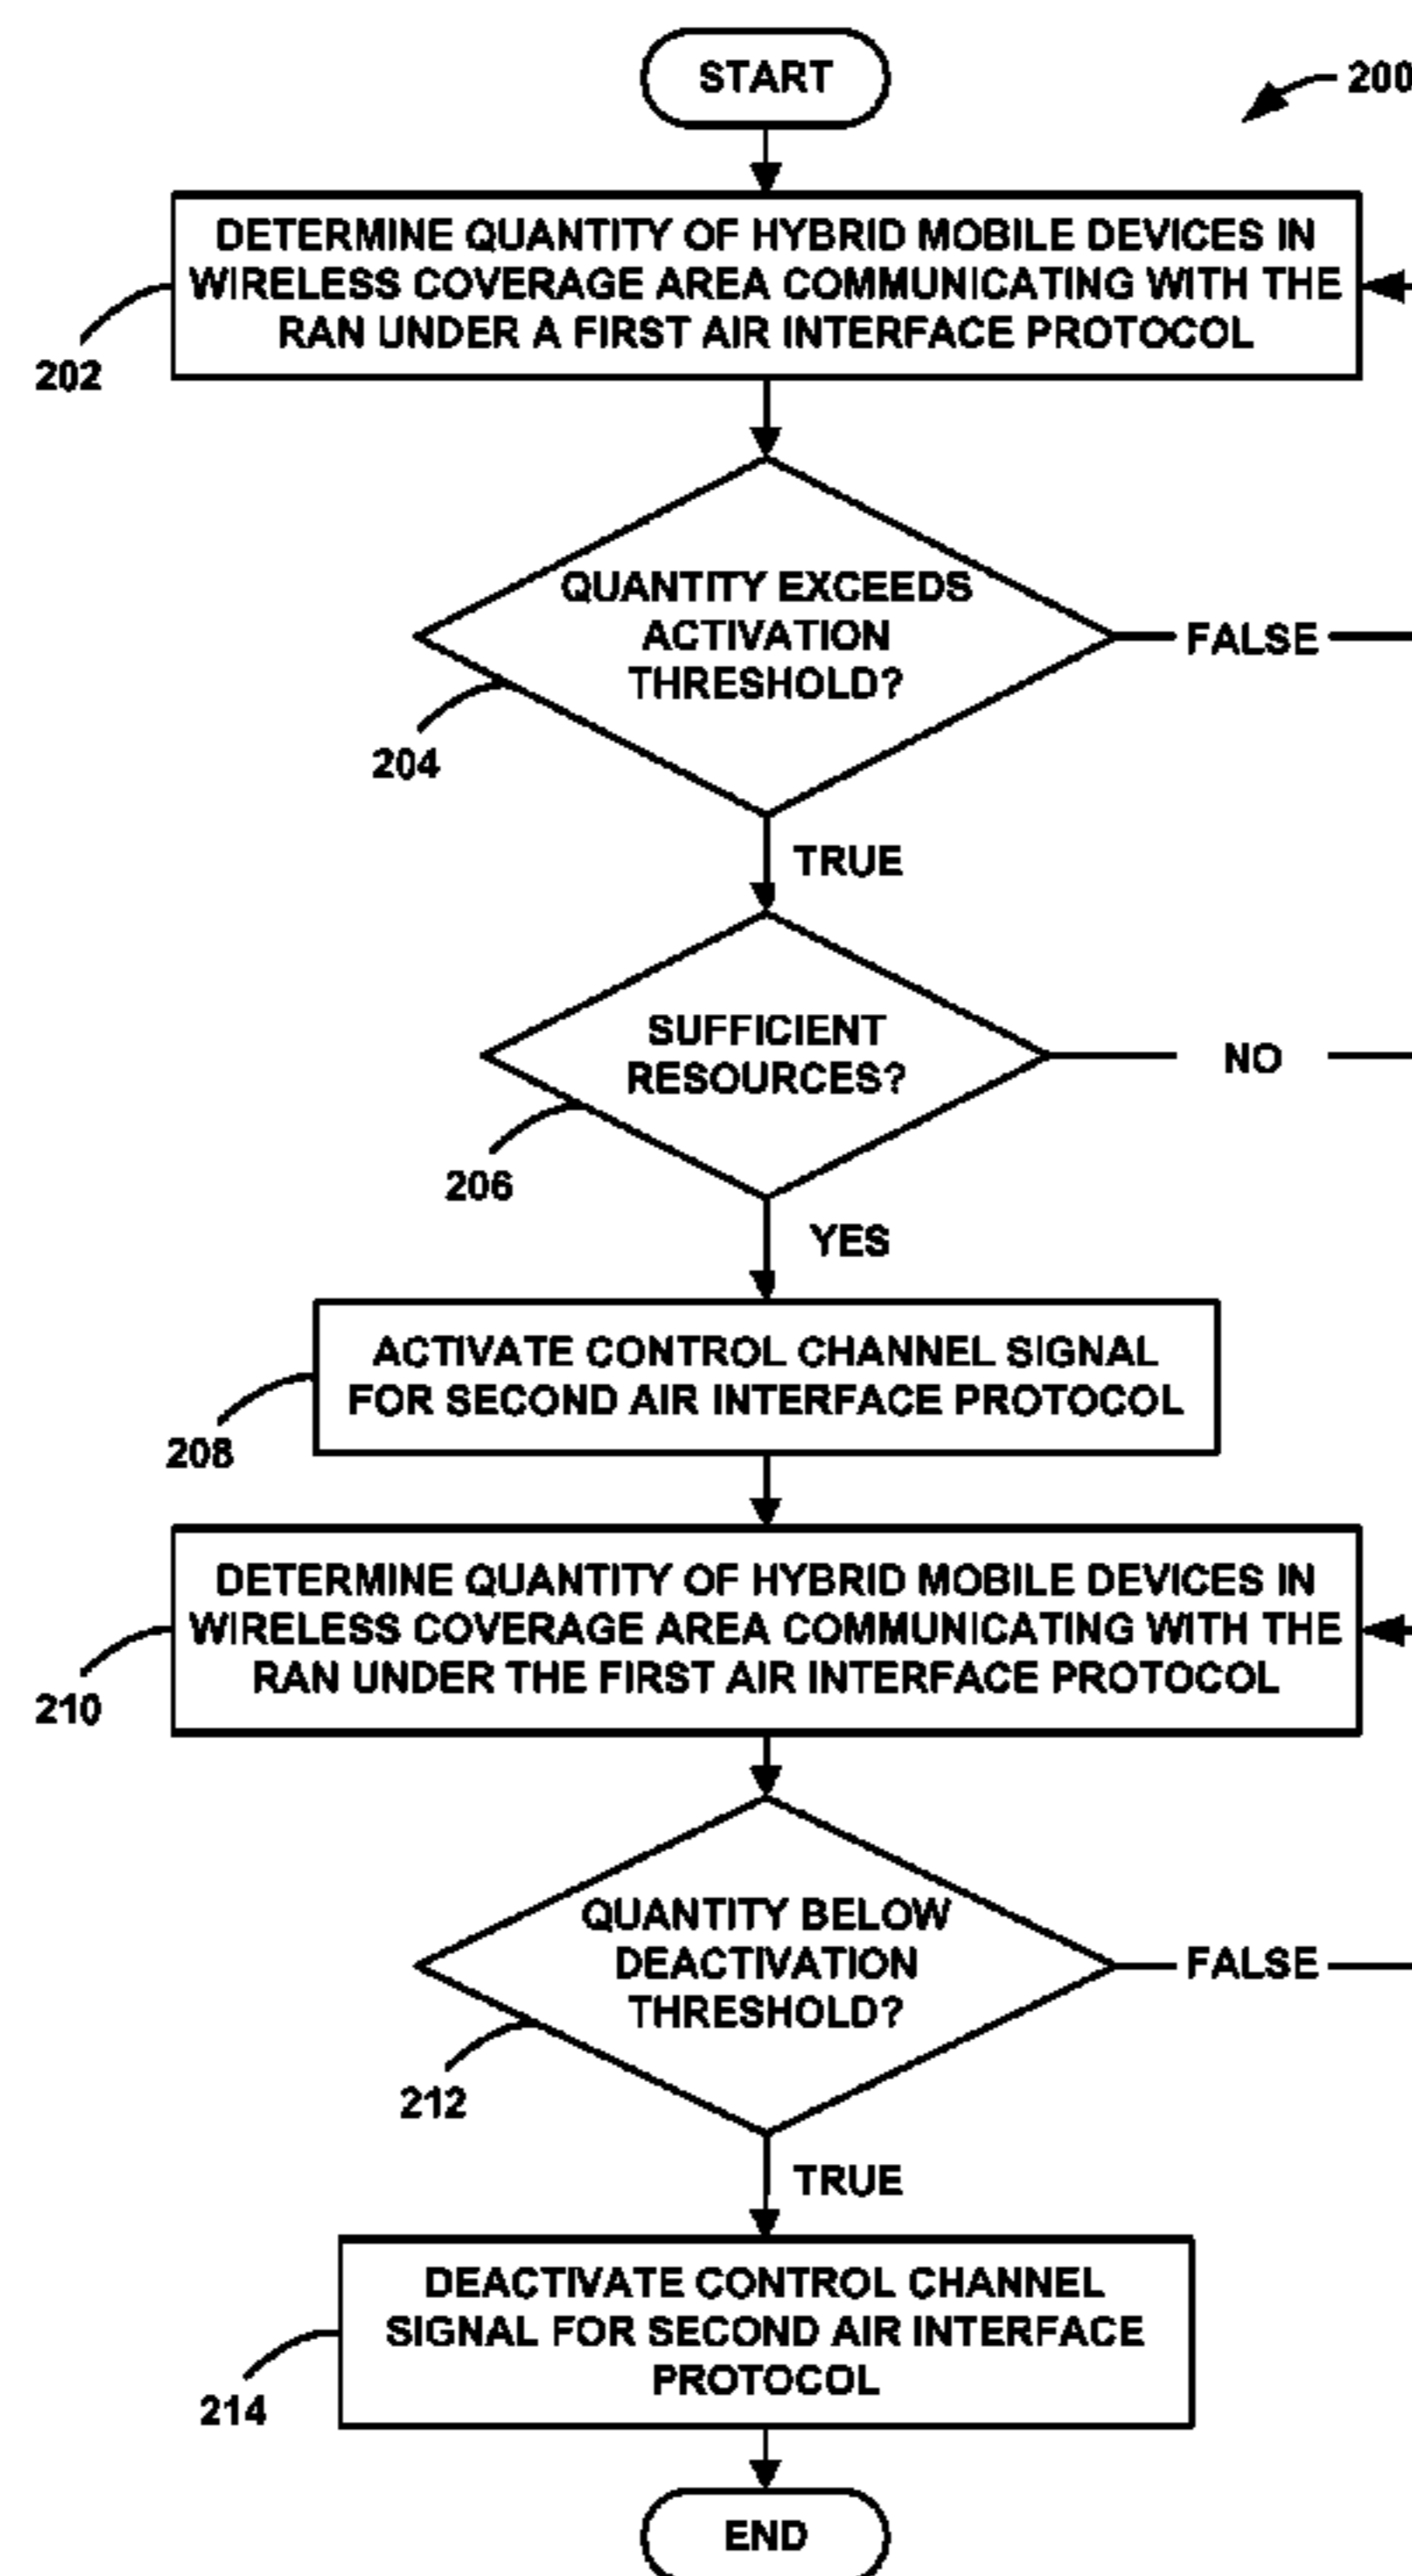 START
200
DETERMINE QUANTITY OF HYBRID MOBILE DEVICES IN
WIRELESS COVERAGE AREA COMMUNICATING WITH THE
RAN UNDER A FIRST AIR INTERFACE PROTOCOL
202
QUANTITY EXCEEDS
ACTIVATION
THRESHOLD?
FALSE
204
TRUE
SUFFICIENT
RESOURCES?
NO
206
YES
ACTIVATE CONTROL CHANNEL SIGNAL
FOR SECOND AIR INTERFACE PROTOCOL
208
DETERMINE QUANTITY OF HYBRID MOBILE DEVICES IN
WIRELESS COVERAGE AREA COMMUNICATING WITH THE
RAN UNDER THE FIRST AIR INTERFACE PROTOCOL
210
QUANTITY BELOW
DEACTIVATION
THRESHOLD?
FALSE
212
TRUE
DEACTIVATE CONTROL CHANNEL
SIGNAL FOR SECOND AIR INTERFACE
PROTOCOL
214
END